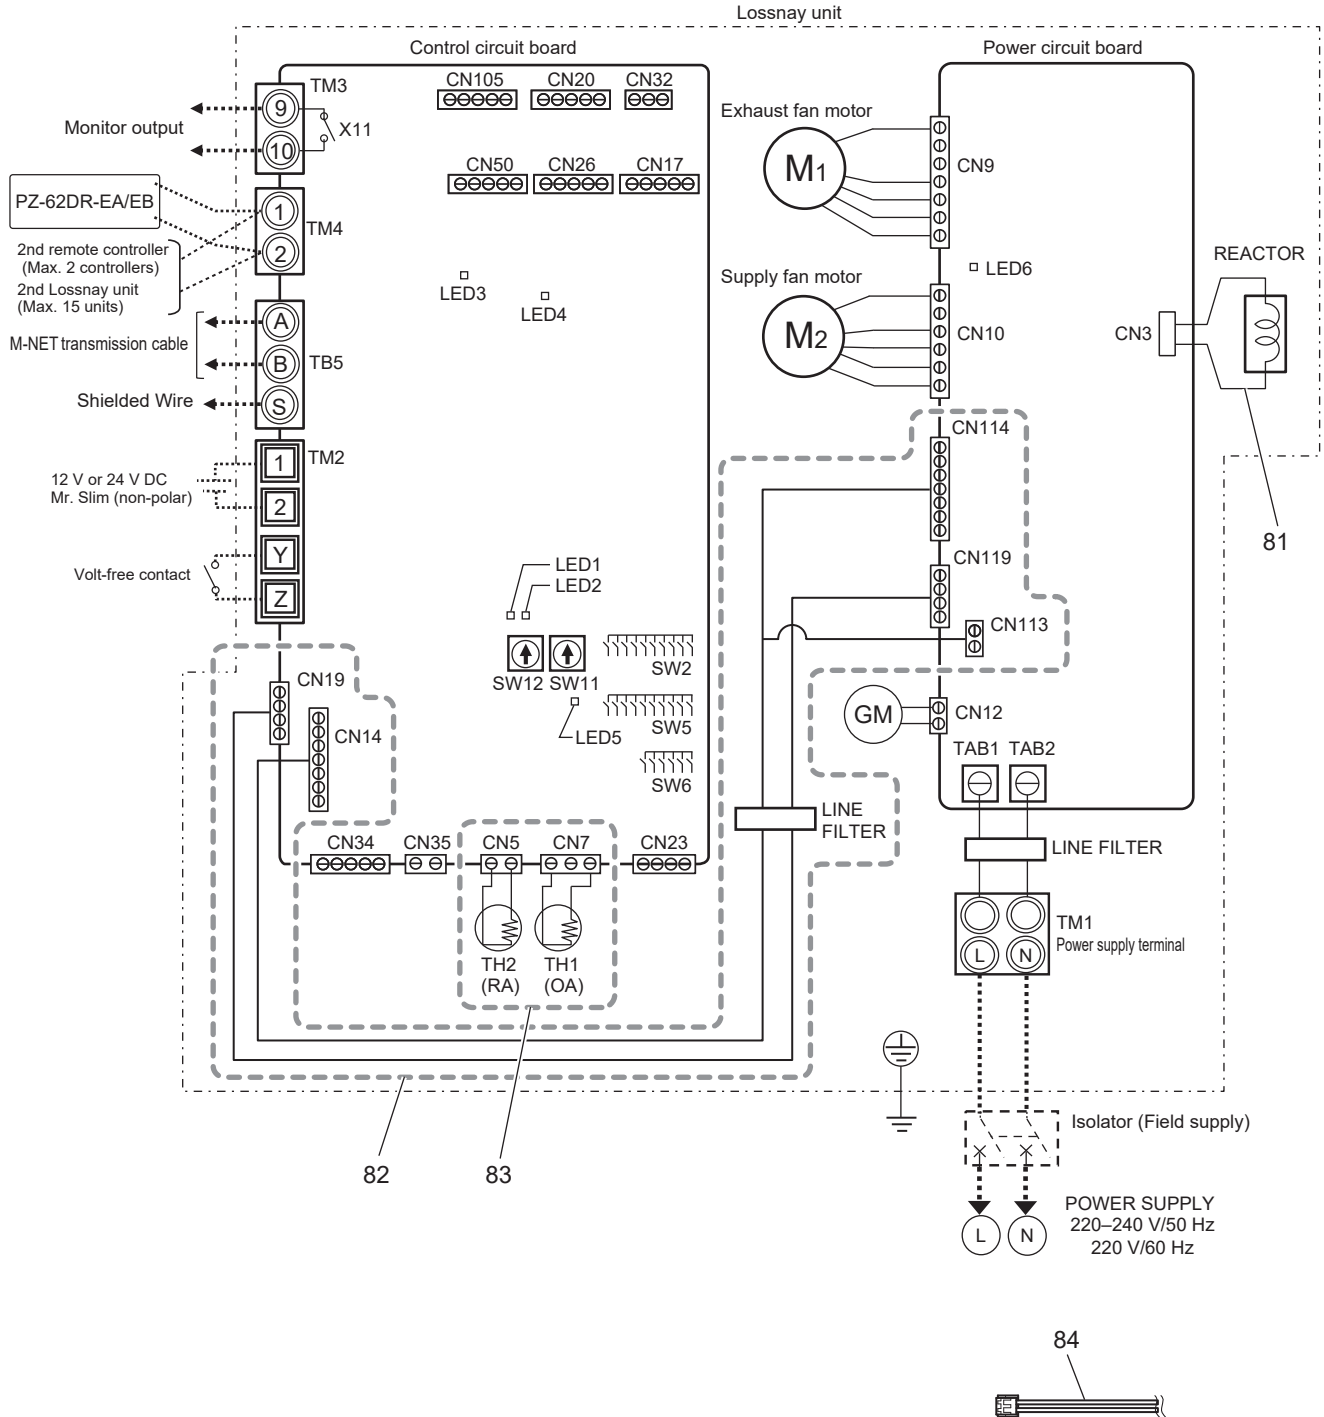 Lossnay unit
Control circuit board
Power circuit board
TM3
9
10
X11
Monitor output
CN105
CN20
CN32
CN50
CN26
CN17
Exhaust fan motor
M1
CN9
PZ-62DR-EA/EB
1
2
TM4
2nd remote controller
(Max. 2 controllers)
2nd Lossnay unit
(Max. 15 units)
LED3
LED4
Supply fan motor
M2
CN10
LED6
REACTOR
CN3
M-NET transmission cable
A
B
S
TB5
Shielded Wire
TM2
1
2
Y
Z
12 V or 24 V DC
Mr. Slim (non-polar)
Volt-free contact
CN114
CN119
CN113
81
LED1
LED2
SW12
SW11
SW2
SW5
SW6
LED5
CN19
CN14
GM
CN12
TAB1
TAB2
LINE
FILTER
LINE FILTER
CN34
CN35
CN5
CN7
CN23
TH2
(RA)
TH1
(OA)
TM1
Power supply terminal
L
N
82
83
Isolator (Field supply)
POWER SUPPLY
220–240 V/50 Hz
220 V/60 Hz
L
N
84